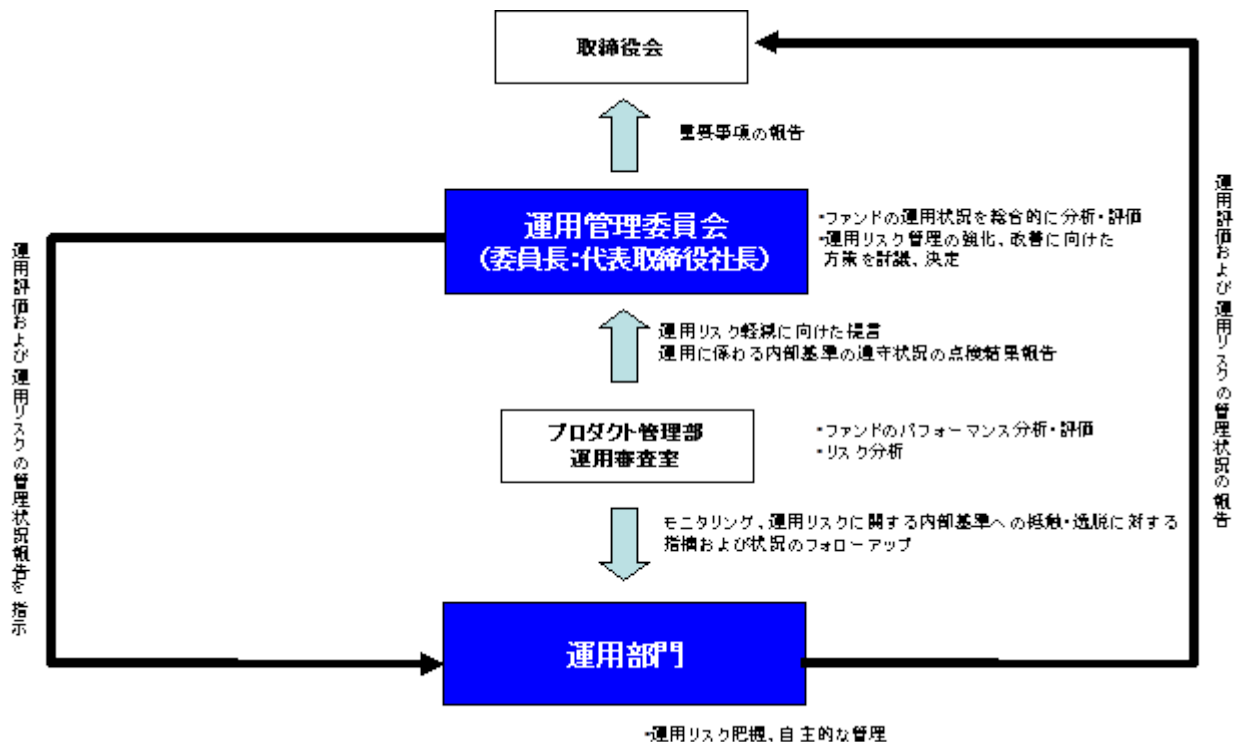 取締役会
重要事項の報告
運用管理委員会
(委員長:代表取締役社長)
・ファンドの運用状況を総合的に分析・評価
・運用リスク管理の強化、改善に向けた
方策を討議、決定
運用リスク軽減に向けた提言
運用に係わる内部基準の遵守状況の点検結果報告
プロダクト管理部
運用審査室
・ファンドのパフォーマンス分析・評価
・リスク分析
モニタリング、運用リスクに関する内部基準への抵触・逸脱に対する
指摘および状況のフォローアップ
運用部門
・運用リスク把握、自主的な管理
運用評価および運用リスクの管理状況報告を指示
運用評価および運用リスクの管理状況の報告